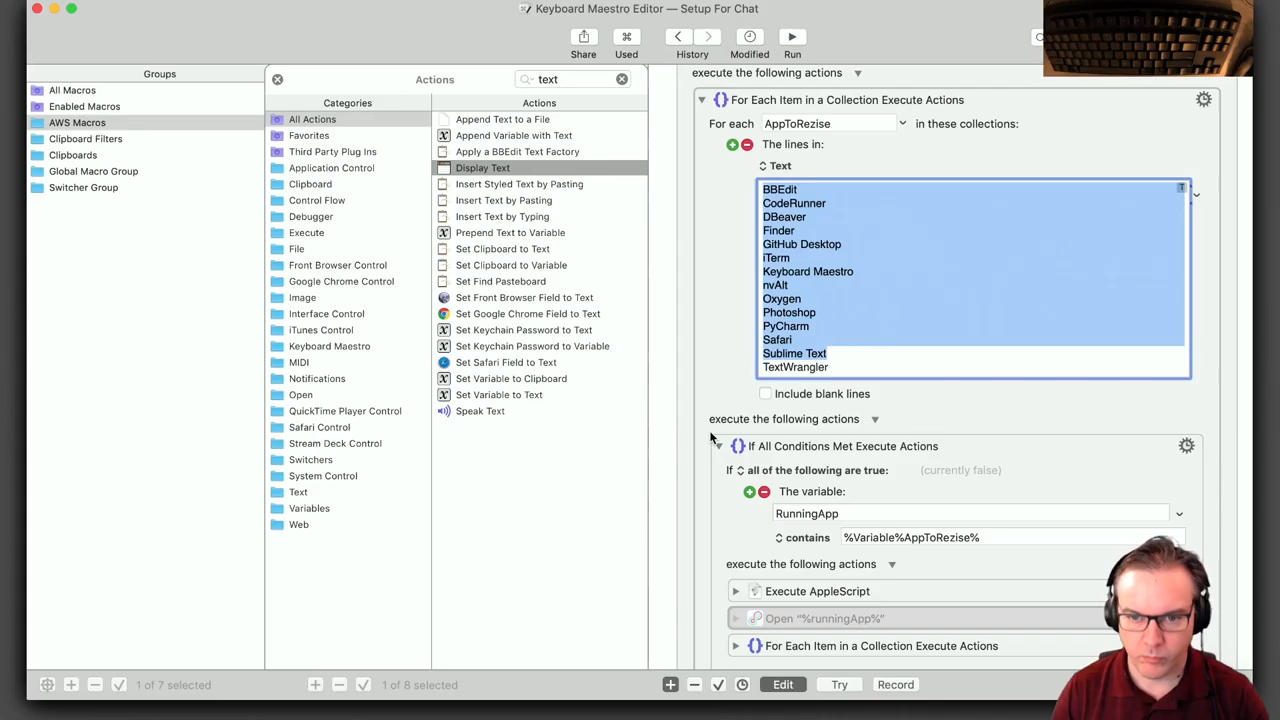 Keyboard Maestro Editor — Setup For Chat
Share
Used
History
Modified
Run
Groups
All Macros
Enabled Macros
AWS Macros
Clipboard Filters
Clipboards
Global Macro Group
Switcher Group
Actions
text
Categories
All Actions
Favorites
Third Party Plug Ins
Application Control
Clipboard
Control Flow
Debugger
Execute
File
Front Browser Control
Google Chrome Control
Image
Interface Control
iTunes Control
Keyboard Maestro
MIDI
Notifications
Open
QuickTime Player Control
Safari Control
Stream Deck Control
Switchers
System Control
Text
Variables
Web
Actions
Append Text to a File
Append Variable with Text
Apply a BBEdit Text Factory
Display Text
Insert Styled Text by Pasting
Insert Text by Pasting
Insert Text by Typing
Prepend Text to Variable
Set Clipboard to Text
Set Clipboard to Variable
Set Find Pasteboard
Set Front Browser Field to Text
Set Google Chrome Field to Text
Set Keychain Password to Text
Set Keychain Password to Variable
Set Safari Field to Text
Set Variable to Clipboard
Set Variable to Text
Speak Text
execute the following actions
For Each Item in a Collection Execute Actions
For each AppToRezise in these collections:
The lines in:
Text
BBEdit
CodeRunner
DBeaver
Finder
GitHub Desktop
iTerm
Keyboard Maestro
nvAlt
Oxygen
Photoshop
PyCharm
Safari
Sublime Text
TextWrangler
Include blank lines
execute the following actions
If All Conditions Met Execute Actions
If all of the following are true: (currently false)
The variable:
RunningApp
contains %Variable%AppToRezise%
execute the following actions
Execute AppleScript
Open “%runningApp%”
For Each Item in a Collection Execute Actions
1 of 7 selected
1 of 8 selected
Edit
Try
Record